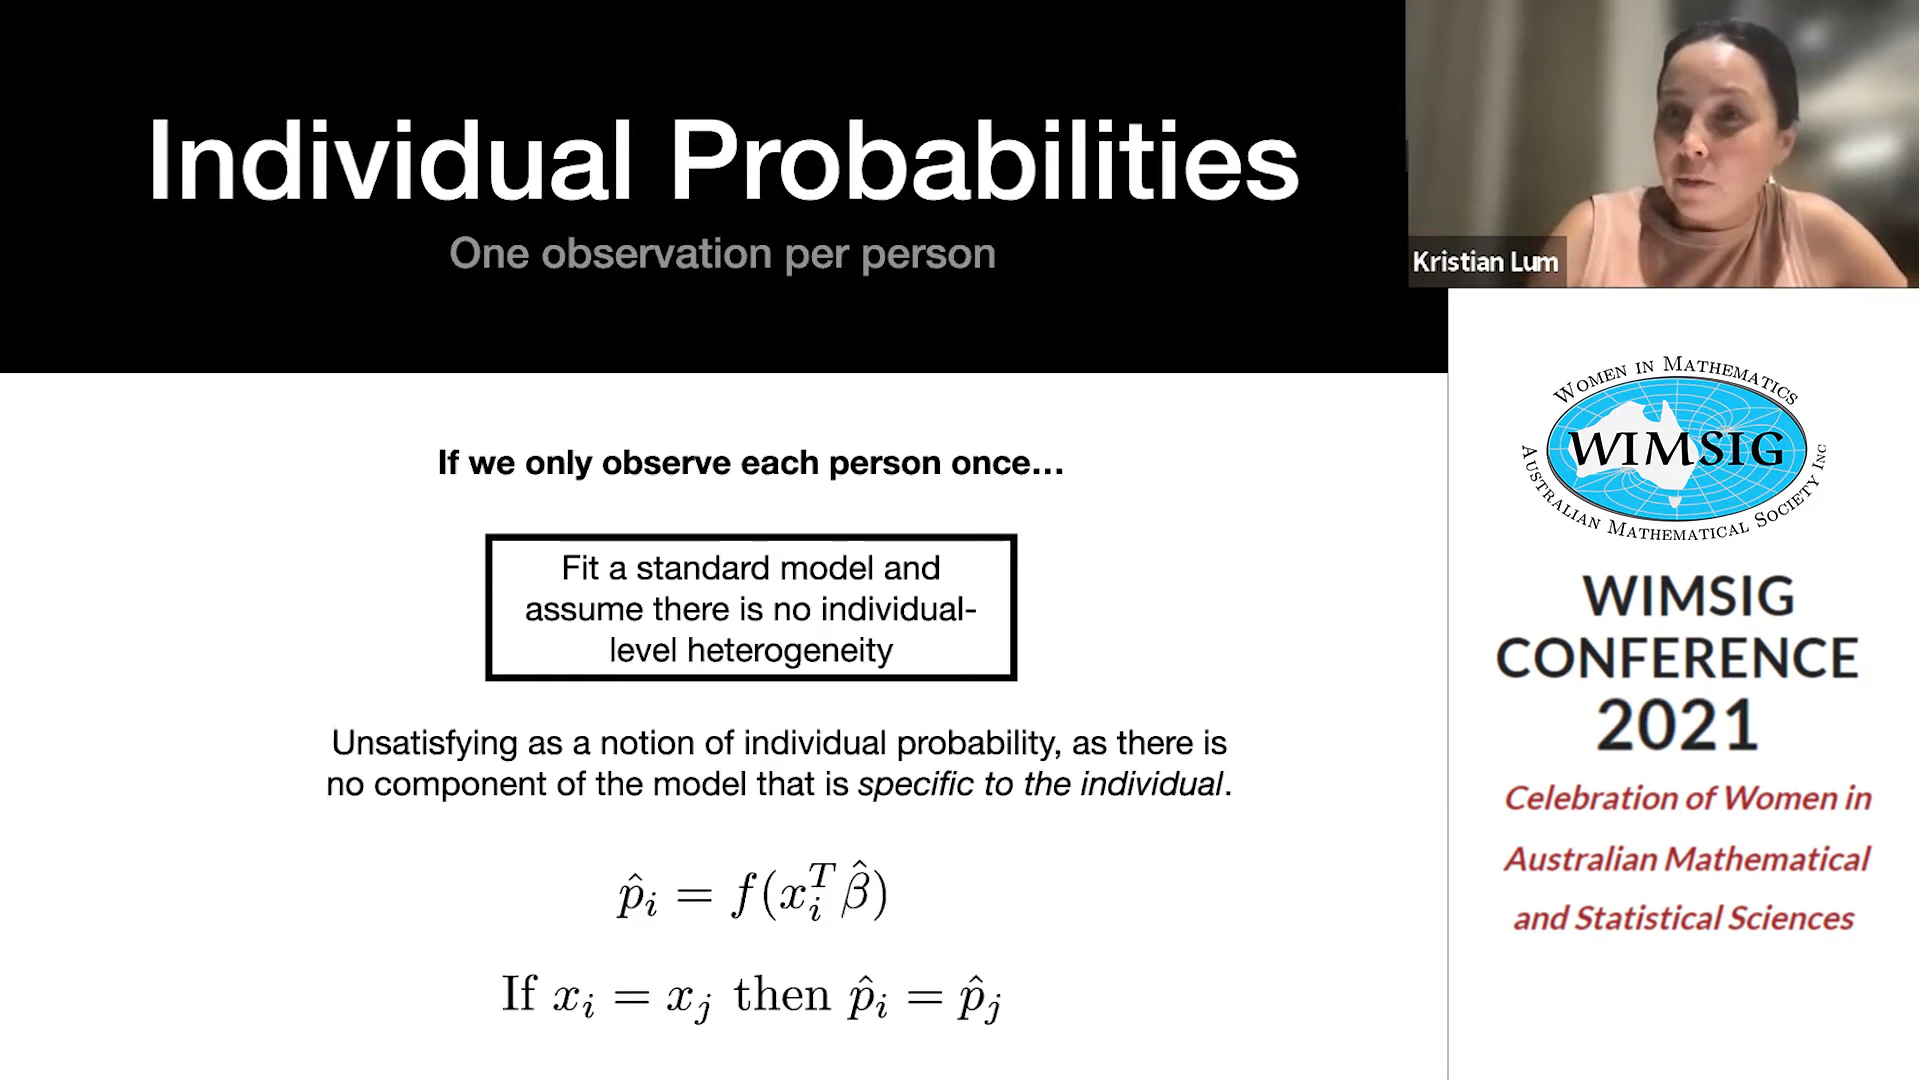 Individual Probabilities
One observation per person
If we only observe each person once…
Fit a standard model and
assume there is no individual-
level heterogeneity
Unsatisfying as a notion of individual probability, as there is
no component of the model that is specific to the individual.
p̂ᵢ = f(xᵢᵀ β̂)
If xᵢ = xⱼ then p̂ᵢ = p̂ⱼ
Kristian Lum
WOMEN IN MATHEMATICS
WIMSIG
AUSTRALIAN MATHEMATICAL SOCIETY INC
WIMSIG
CONFERENCE
2021
Celebration of Women in
Australian Mathematical
and Statistical Sciences